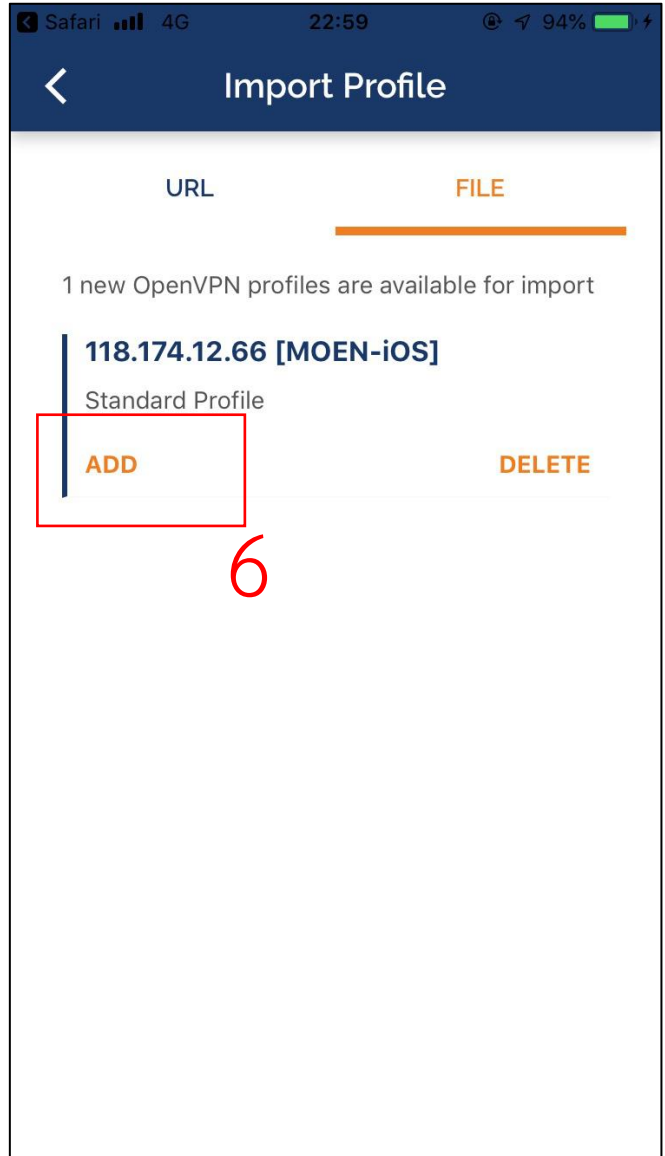 Safari 4G 22:59 94%
Import Profile
URL FILE
1 new OpenVPN profiles are available for import
118.174.12.66 [MOEN-iOS]
Standard Profile
ADD DELETE
6